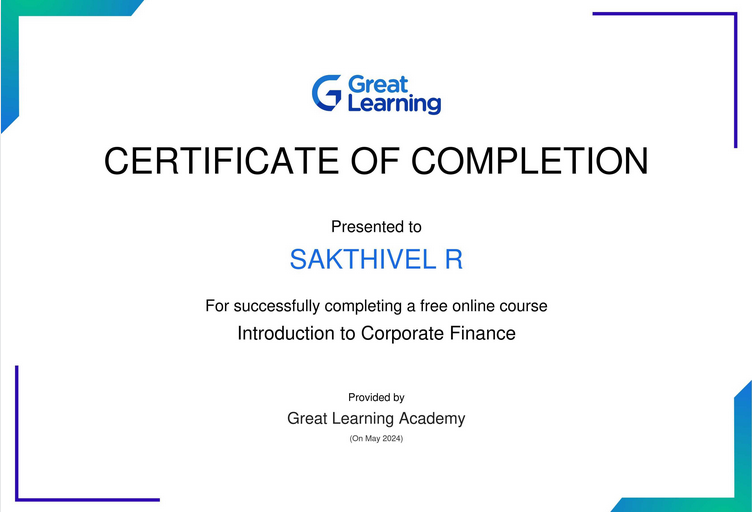 Great
Learning
CERTIFICATE OF COMPLETION
Presented to
SAKTHIVEL R
For successfully completing a free online course
Introduction to Corporate Finance
Provided by
Great Learning Academy
(On May 2024)